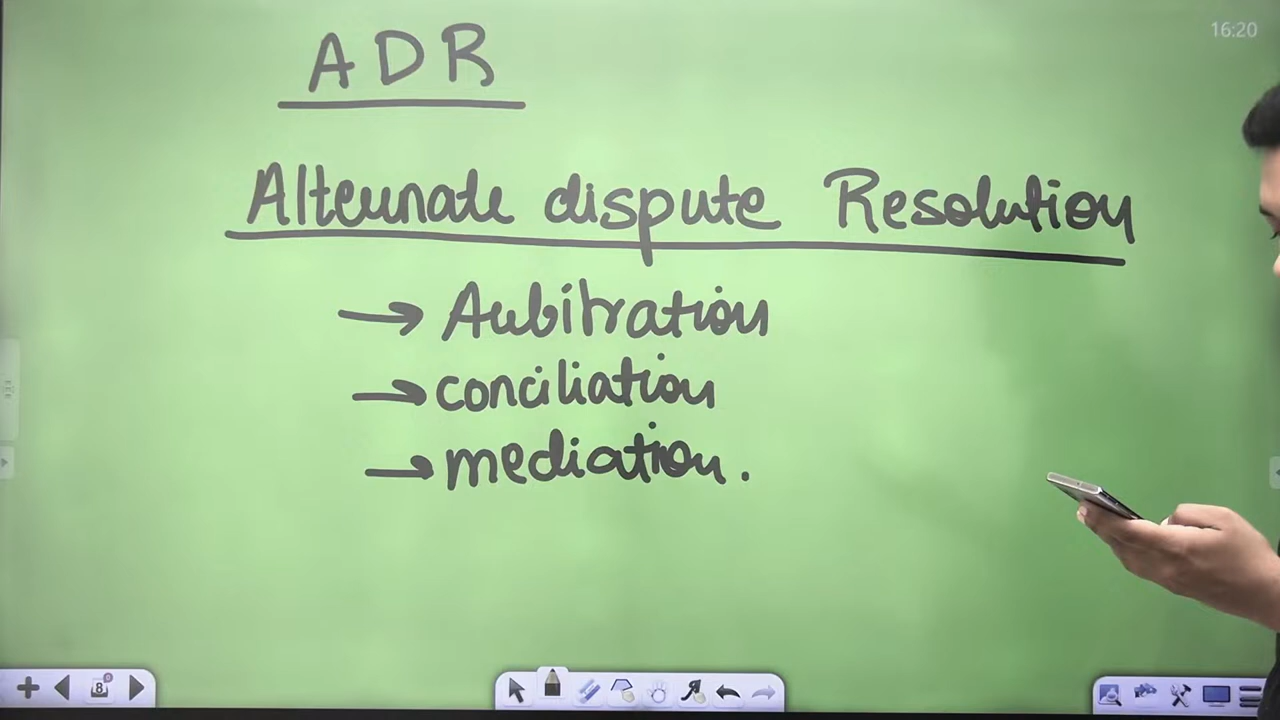 16:20
ADR
Alternate dispute Resolution
→ Arbitration
→ conciliation
→ mediation.
8